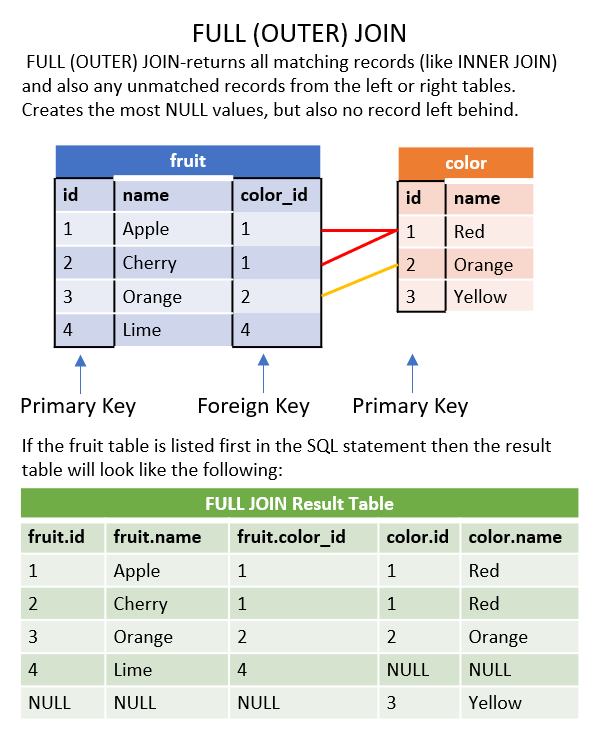 FULL (OUTER) JOIN
FULL (OUTER) JOIN-returns all matching records (like INNER JOIN)
and also any unmatched records from the left or right tables.
Creates the most NULL values, but also no record left behind.
fruit
id name color_id
1 Apple 1
2 Cherry 1
3 Orange 2
4 Lime 4
color
id name
1 Red
2 Orange
3 Yellow
Primary Key Foreign Key Primary Key
If the fruit table is listed first in the SQL statement then the result
table will look like the following:
FULL JOIN Result Table
fruit.id fruit.name fruit.color_id color.id color.name
1 Apple 1 1 Red
2 Cherry 1 1 Red
3 Orange 2 2 Orange
4 Lime 4 NULL NULL
NULL NULL NULL 3 Yellow